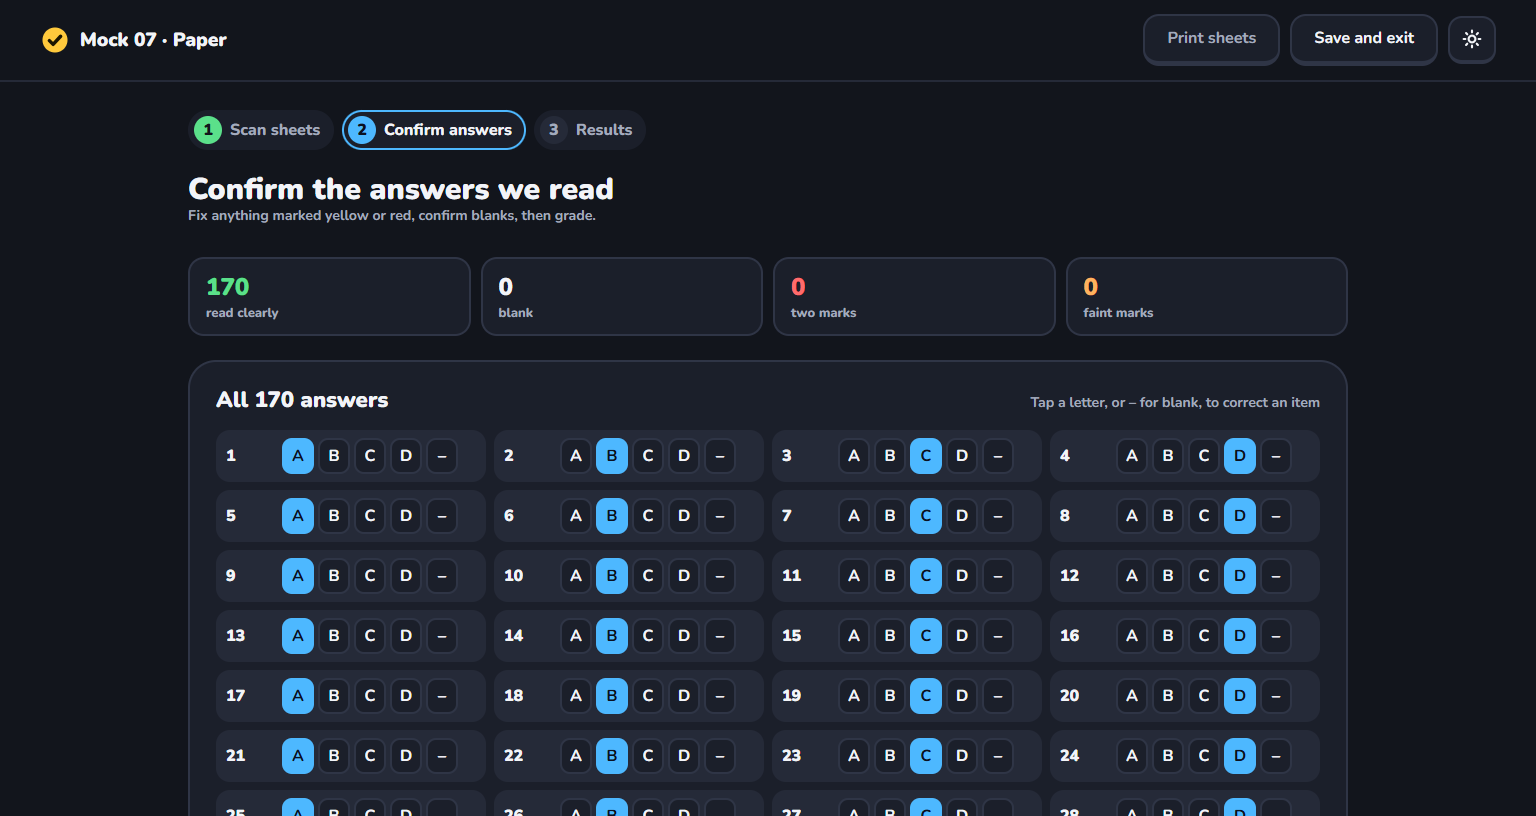 Mock 07 · Paper
Print sheets
Save and exit
1 Scan sheets
2 Confirm answers
3 Results
Confirm the answers we read
Fix anything marked yellow or red, confirm blanks, then grade.
170
read clearly
0
blank
0
two marks
0
faint marks
All 170 answers
Tap a letter, or – for blank, to correct an item
1 A B C D – 2 A B C D – 3 A B C D – 4 A B C D –
5 A B C D – 6 A B C D – 7 A B C D – 8 A B C D –
9 A B C D – 10 A B C D – 11 A B C D – 12 A B C D –
13 A B C D – 14 A B C D – 15 A B C D – 16 A B C D –
17 A B C D – 18 A B C D – 19 A B C D – 20 A B C D –
21 A B C D – 22 A B C D – 23 A B C D – 24 A B C D –
25 A B C D 26 A B C D 27 A B C D 28 A B C D